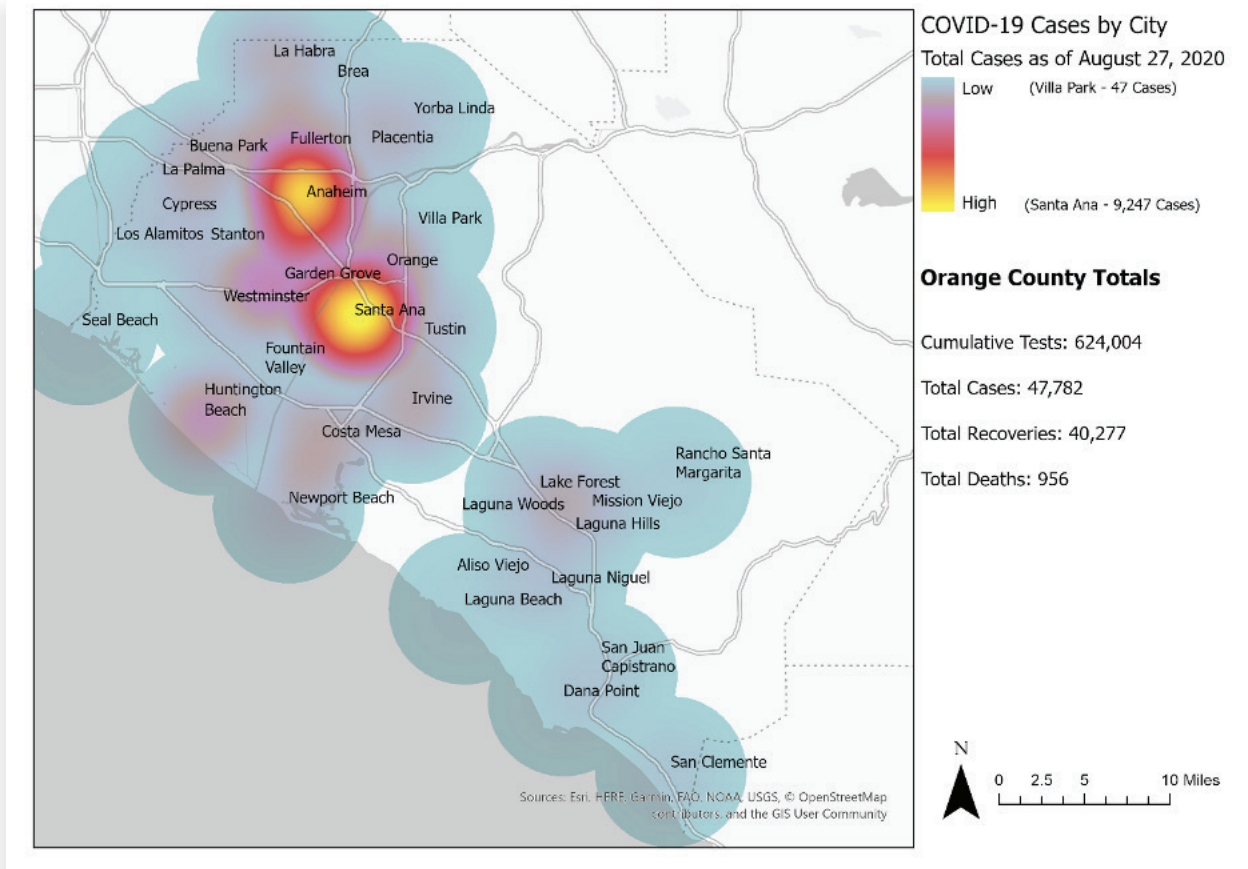 La Habra
Brea
Yorba Linda
Fullerton
Placentia
Buena Park
La Palma
Anaheim
Cypress
Villa Park
Los Alamitos
Stanton
Orange
Garden Grove
Westminster
Santa Ana
Seal Beach
Tustin
Fountain
Valley
Huntington
Beach
Irvine
Costa Mesa
Rancho Santa
Margarita
Lake Forest
Newport Beach
Laguna Woods
Mission Viejo
Laguna Hills
Aliso Viejo
Laguna Niguel
Laguna Beach
San Juan
Capistrano
Dana Point
San Clemente
Sources: Esri, HERE, Garmin, FAO, NOAA, USGS, © OpenStreetMap
contributors, and the GIS User Community
COVID-19 Cases by City
Total Cases as of August 27, 2020
Low (Villa Park - 47 Cases)
High (Santa Ana - 9,247 Cases)
Orange County Totals
Cumulative Tests: 624,004
Total Cases: 47,782
Total Recoveries: 40,277
Total Deaths: 956
N
0 2.5 5 10 Miles